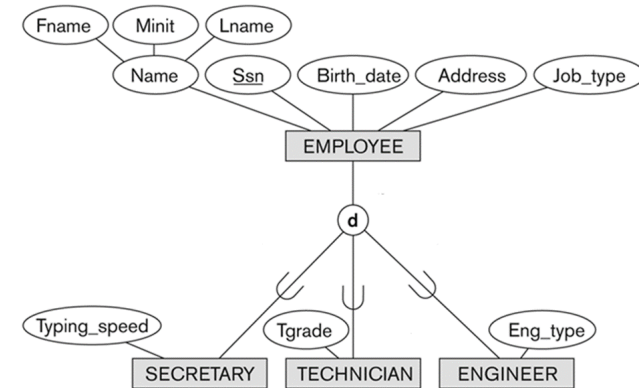 Fname Minit Lname
Name Ssn Birth_date Address Job_type
EMPLOYEE
d
Typing_speed Tgrade Eng_type
SECRETARY TECHNICIAN ENGINEER